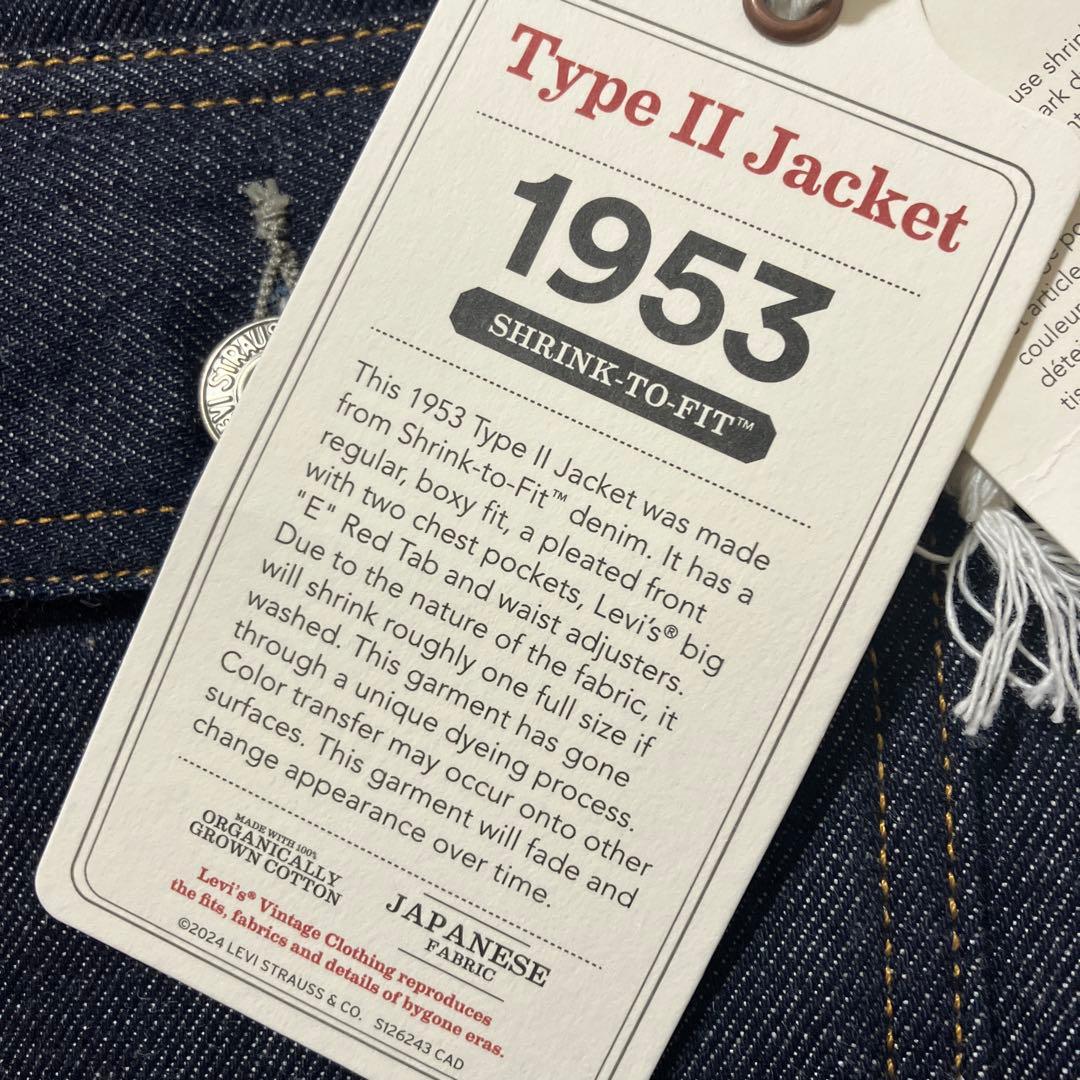 Type II Jacket
1953
SHRINK-TO-FIT™
This 1953 Type II Jacket was made
from Shrink-to-Fit™ denim. It has a
regular, boxy fit, a pleated front
with two chest pockets, Levi's® big
"E" Red Tab and waist adjusters.
Due to the nature of the fabric, it
will shrink roughly one full size if
washed. This garment has gone
through a unique dyeing process.
Color transfer may occur onto other
surfaces. This garment will fade and
change appearance over time.
MADE WITH 100%
ORGANICALLY
GROWN COTTON
JAPANESE
FABRIC
Levi's® Vintage Clothing reproduces
the fits, fabrics and details of bygone eras.
©2024 LEVI STRAUSS & CO. S126243 CAD
STRAUS
use shrin
article
couleur